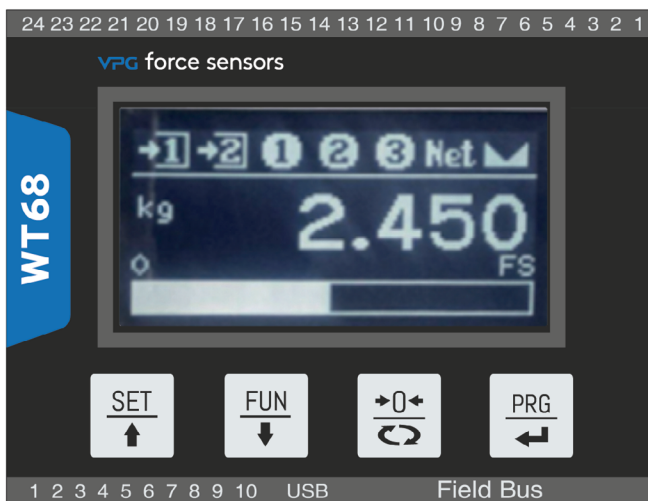 24 23 22 21 20 19 18 17 16 15 14 13 12 11 10 9 8 7 6 5 4 3 2 1
VPG force sensors
WT68
→1 →2 1 2 3 Net
kg 2.450
0 FS
SET FUN →0← PRG
1 2 3 4 5 6 7 8 9 10 USB Field Bus